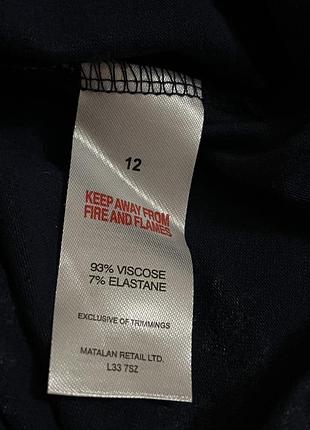 12
KEEP AWAY FROM
FIRE AND FLAMES
93% VISCOSE
7% ELASTANE
EXCLUSIVE OF TRIMMINGS
MATALAN RETAIL LTD.
L33 7SZ